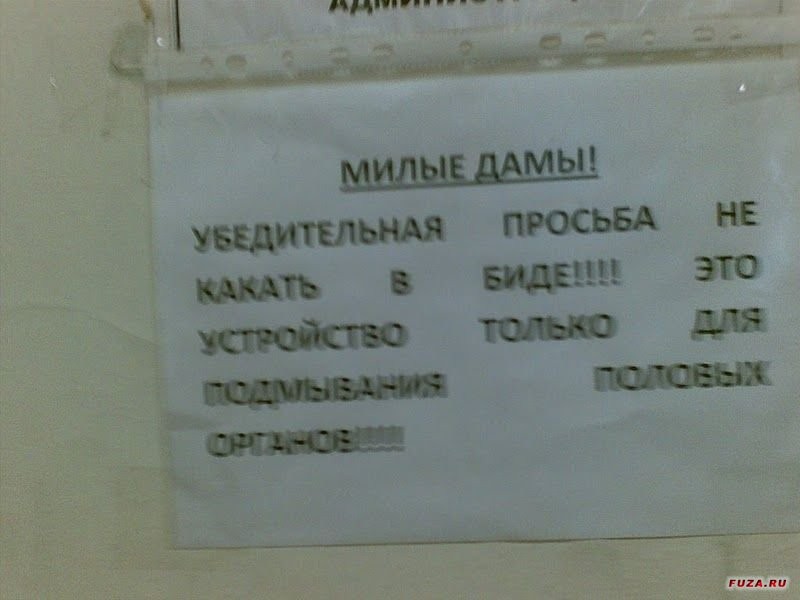 МИЛЫЕ ДАМЫ!
УБЕДИТЕЛЬНАЯ ПРОСЬБА НЕ
КАКАТЬ В БИДЕ!!!! ЭТО
УСТРОЙСТВО ТОЛЬКО ДЛЯ
ПОДМЫВАНИЯ ПОЛОВЫХ
ОРГАНОВ!!!!!
FUZA.RU